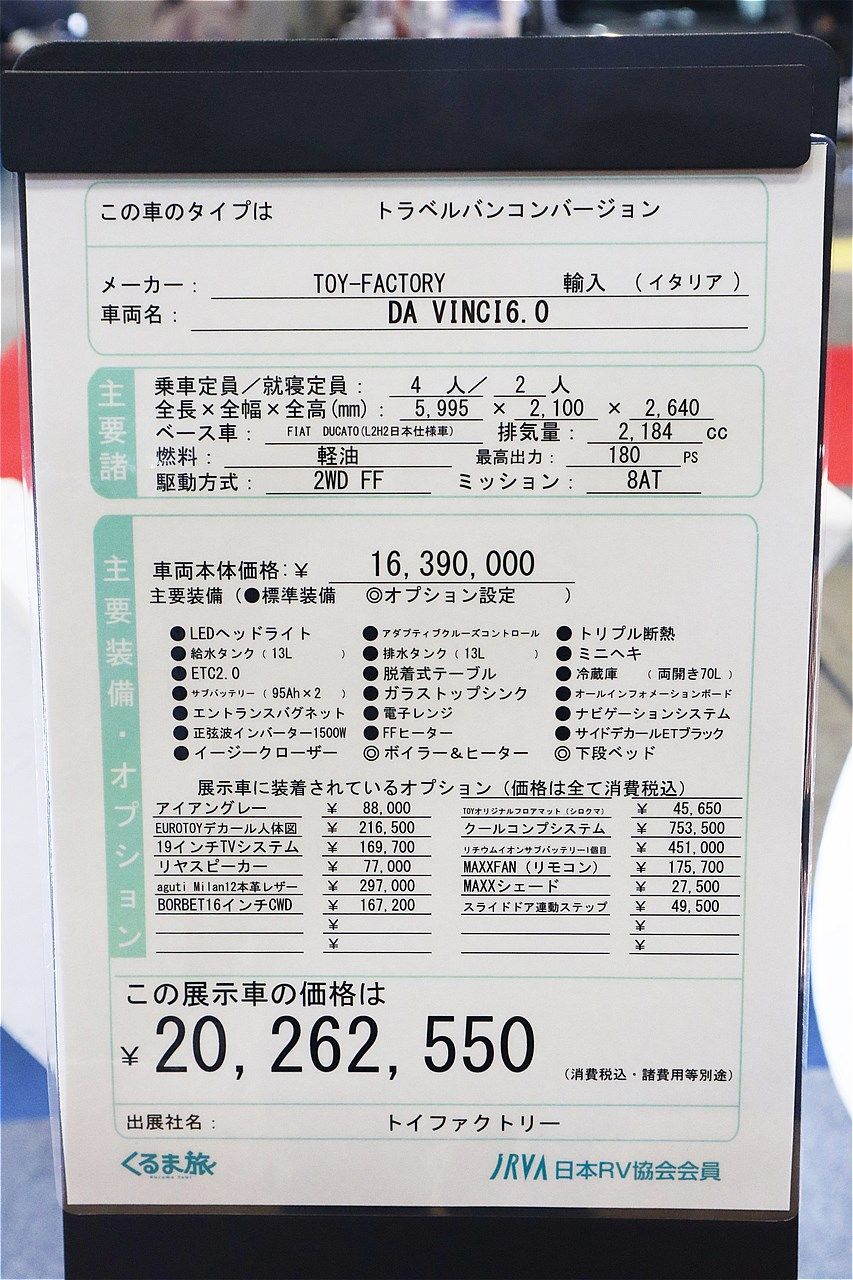 この車のタイプは トラベルバンコンバージョン
メーカー： TOY-FACTORY 輸入 （イタリア）
車両名： DA VINCI6.0
主要諸
乗車定員／就寝定員： 4 人／ 2 人
全長×全幅×全高(mm)： 5,995 × 2,100 × 2,640
ベース車： FIAT DUCATO(L2H2日本仕様車) 排気量： 2,184 cc
燃料： 軽油 最高出力： 180 PS
駆動方式： 2WD FF ミッション： 8AT
主要装備・オプション
車両本体価格：￥ 16,390,000
主要装備（●標準装備 ◎オプション設定 ）
●LEDヘッドライト ●アダプティブクルーズコントロール ●トリプル断熱
●給水タンク（13L ） ●排水タンク（13L ） ●ミニヘキ
●ETC2.0 ●脱着式テーブル ●冷蔵庫 （両開き70L）
●サブバッテリー（95Ah×2 ） ●ガラストップシンク ●オールインフォメーションボード
●エントランスバグネット ●電子レンジ ●ナビゲーションシステム
●正弦波インバーター1500W ●FFヒーター ●サイドデカールETブラック
●イージークローザー ◎ボイラー＆ヒーター ◎下段ベッド
展示車に装着されているオプション（価格は全て消費税込）
アイアングレー ￥ 88,000 TOYオリジナルフロアマット（シロクマ） ￥ 45,650
EUROTOYデカール人体図 ￥ 216,500 クールコンプシステム ￥ 753,500
19インチTVシステム ￥ 169,700 リチウムイオンサブバッテリー1個目 ￥ 451,000
リヤスピーカー ￥ 77,000 MAXXFAN（リモコン） ￥ 175,700
aguti Milan12本革レザー ￥ 297,000 MAXXシェード ￥ 27,500
BORBET16インチCWD ￥ 167,200 スライドドア連動ステップ ￥ 49,500
￥ ￥
￥ ￥
この展示車の価格は
￥ 20,262,550 （消費税込・諸費用等別途）
出展社名： トイファクトリー
くるま旅 Kuruma Tabi JRVA 日本RV協会会員